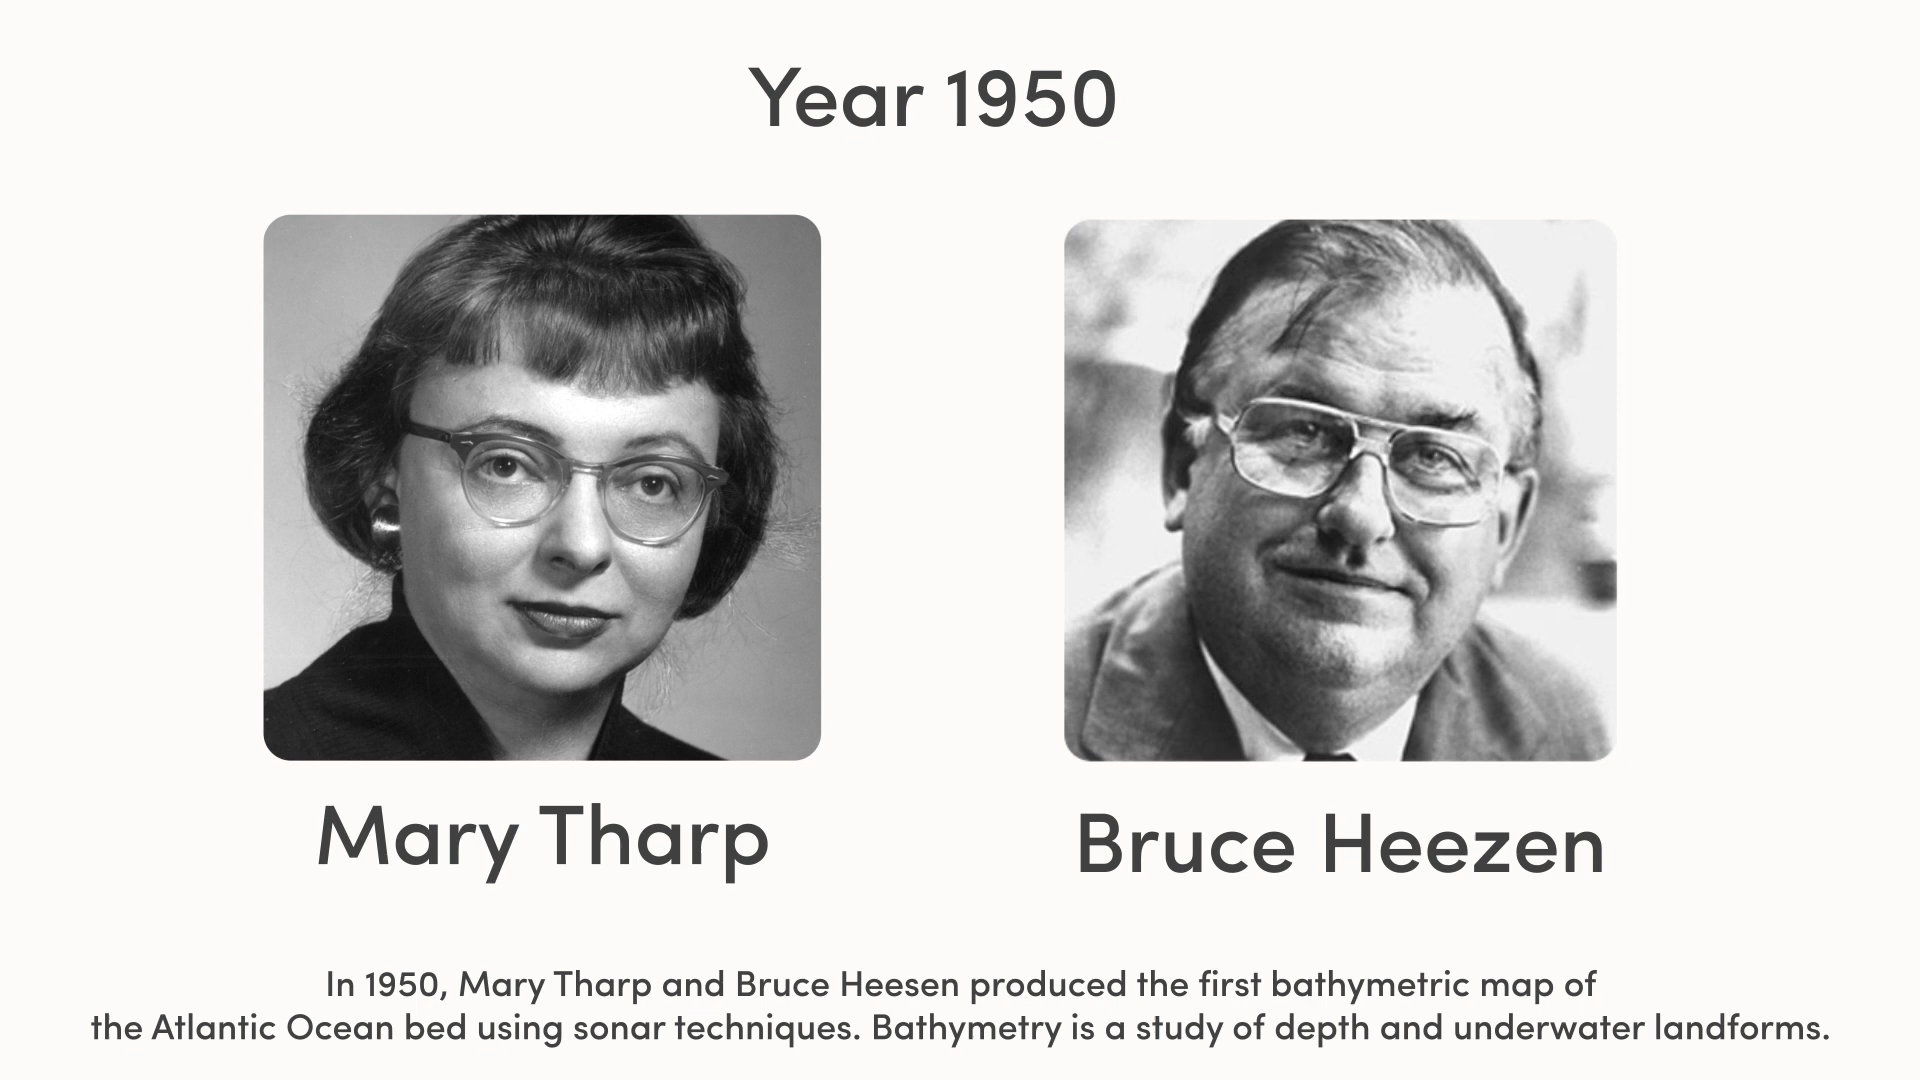 Year 1950
Mary Tharp
Bruce Heezen
In 1950, Mary Tharp and Bruce Heesen produced the first bathymetric map of
the Atlantic Ocean bed using sonar techniques. Bathymetry is a study of depth and underwater landforms.